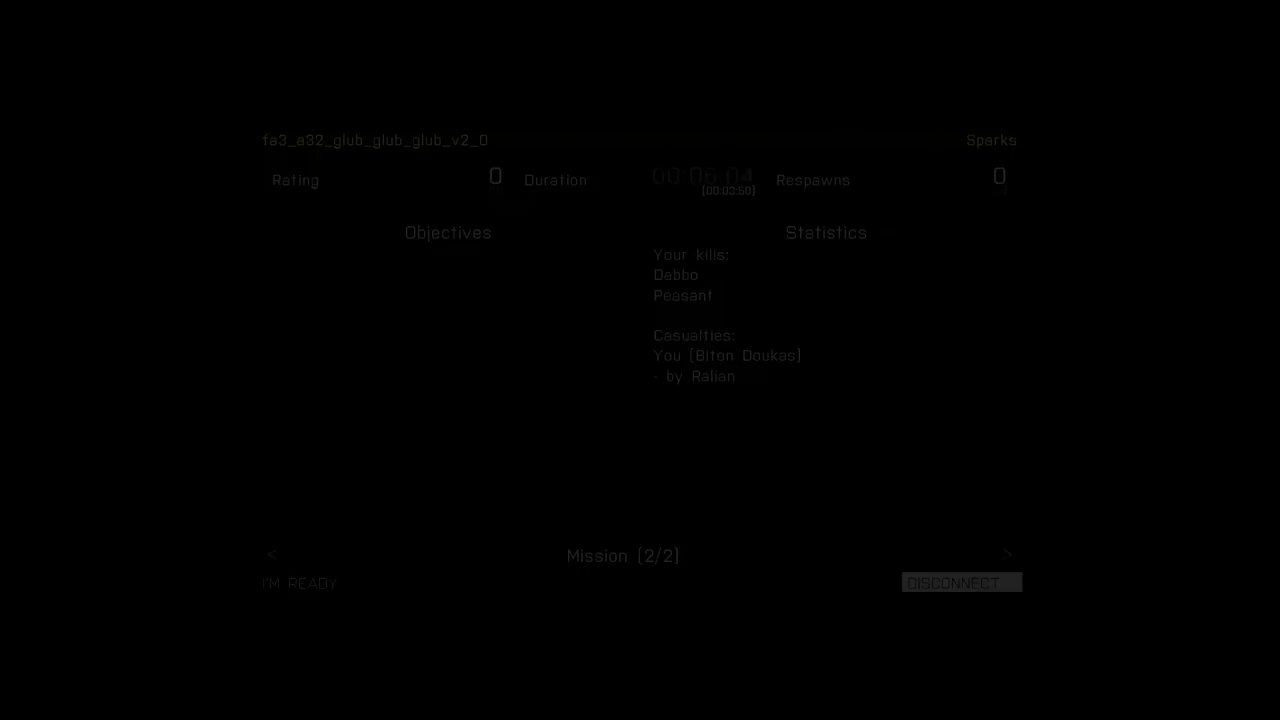 fa3_a32_glub_glub_glub_v2_0 Sparks
Rating 0 Duration 00:06:04 Respawns 0
[00:03:50]
Objectives Statistics
Your kills:
Dabbo
Peasant
Casualties:
You [Biton Doukas]
- by Ralian
< Mission [2/2] >
I'M READY DISCONNECT